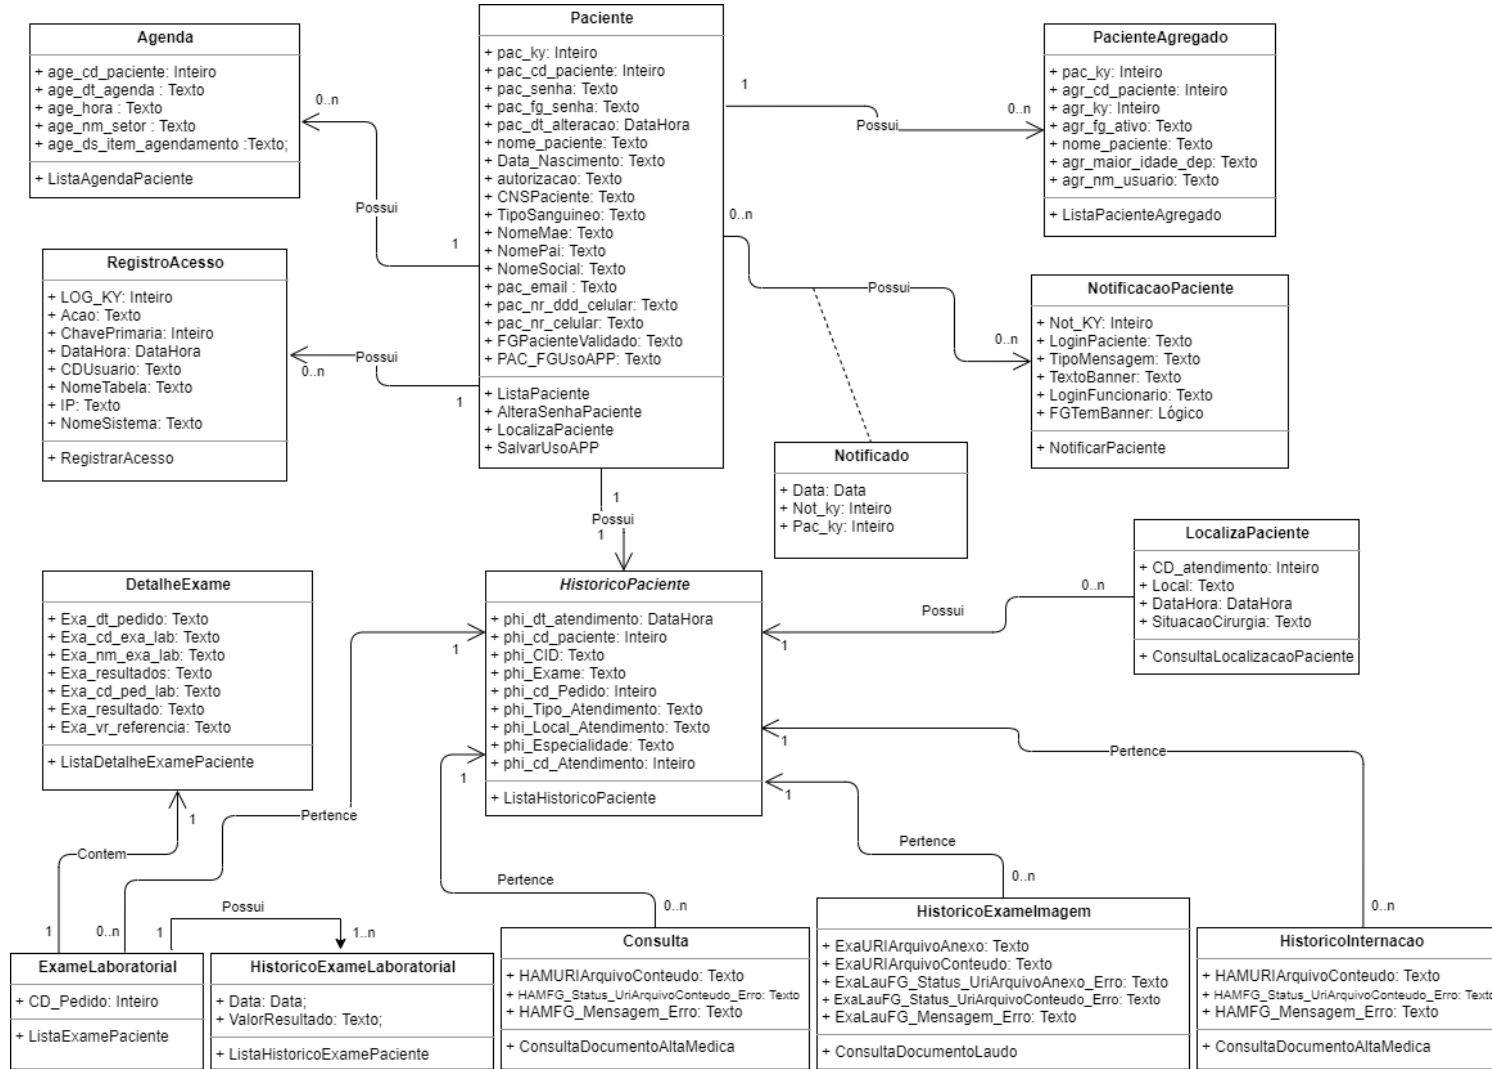 Agenda
+ age_cd_paciente: Inteiro
+ age_dt_agenda : Texto
+ age_hora : Texto
+ age_nm_setor : Texto
+ age_ds_item_agendamento :Texto;
+ ListaAgendaPaciente
Paciente
+ pac_ky: Inteiro
+ pac_cd_paciente: Inteiro
+ pac_senha: Texto
+ pac_fg_senha: Texto
+ pac_dt_alteracao: DataHora
+ nome_paciente: Texto
+ Data_Nascimento: Texto
+ autorizacao: Texto
+ CNSPaciente: Texto
+ TipoSanguineo: Texto
+ NomeMae: Texto
+ NomePai: Texto
+ NomeSocial: Texto
+ pac_email : Texto
+ pac_nr_ddd_celular: Texto
+ pac_nr_celular: Texto
+ FGPacienteValidado: Texto
+ PAC_FGUsoAPP: Texto
+ ListaPaciente
+ AlteraSenhaPaciente
+ LocalizaPaciente
+ SalvarUsoAPP
PacienteAgregado
+ pac_ky: Inteiro
+ agr_cd_paciente: Inteiro
+ agr_ky: Inteiro
+ agr_fg_ativo: Texto
+ nome_paciente: Texto
+ agr_maior_idade_dep: Texto
+ agr_nm_usuario: Texto
+ ListaPacienteAgregado
0..n
Possui
1
1
0..n
Possui
RegistroAcesso
+ LOG_KY: Inteiro
+ Acao: Texto
+ ChavePrimaria: Inteiro
+ DataHora: DataHora
+ CDUsuario: Texto
+ NomeTabela: Texto
+ IP: Texto
+ NomeSistema: Texto
+ RegistrarAcesso
Possui
0..n
1
0..n
Possui
0..n
NotificacaoPaciente
+ Not_KY: Inteiro
+ LoginPaciente: Texto
+ TipoMensagem: Texto
+ TextoBanner: Texto
+ LoginFuncionario: Texto
+ FGTemBanner: Lógico
+ NotificarPaciente
Notificado
+ Data: Data
+ Not_ky: Inteiro
+ Pac_ky: Inteiro
1
Possui
1
LocalizaPaciente
+ CD_atendimento: Inteiro
+ Local: Texto
+ DataHora: DataHora
+ SituacaoCirurgia: Texto
+ ConsultaLocalizacaoPaciente
DetalheExame
+ Exa_dt_pedido: Texto
+ Exa_cd_exa_lab: Texto
+ Exa_nm_exa_lab: Texto
+ Exa_resultados: Texto
+ Exa_cd_ped_lab: Texto
+ Exa_resultado: Texto
+ Exa_vr_referencia: Texto
+ ListaDetalheExamePaciente
HistoricoPaciente
+ phi_dt_atendimento: DataHora
+ phi_cd_paciente: Inteiro
+ phi_CID: Texto
+ phi_Exame: Texto
+ phi_cd_Pedido: Inteiro
+ phi_Tipo_Atendimento: Texto
+ phi_Local_Atendimento: Texto
+ phi_Especialidade: Texto
+ phi_cd_Atendimento: Inteiro
+ ListaHistoricoPaciente
0..n
Possui
1
1
1
Pertence
1
1
1
Pertence
Contem
Pertence
Pertence
1
0..n
Possui
1
1..n
0..n
0..n
0..n
ExameLaboratorial
+ CD_Pedido: Inteiro
+ ListaExamePaciente
HistoricoExameLaboratorial
+ Data: Data;
+ ValorResultado: Texto;
+ ListaHistoricoExamePaciente
Consulta
+ HAMURIArquivoConteudo: Texto
+ HAMFG_Status_UriArquivoConteudo_Erro: Texto
+ HAMFG_Mensagem_Erro: Texto
+ ConsultaDocumentoAltaMedica
HistoricoExameImagem
+ ExaURIArquivoAnexo: Texto
+ ExaURIArquivoConteudo: Texto
+ ExaLauFG_Status_UriArquivoAnexo_Erro: Texto
+ ExaLauFG_Status_UriArquivoConteudo_Erro: Texto
+ ExaLauFG_Mensagem_Erro: Texto
+ ConsultaDocumentoLaudo
HistoricoInternacao
+ HAMURIArquivoConteudo: Texto
+ HAMFG_Status_UriArquivoConteudo_Erro: Texto
+ HAMFG_Mensagem_Erro: Texto
+ ConsultaDocumentoAltaMedica